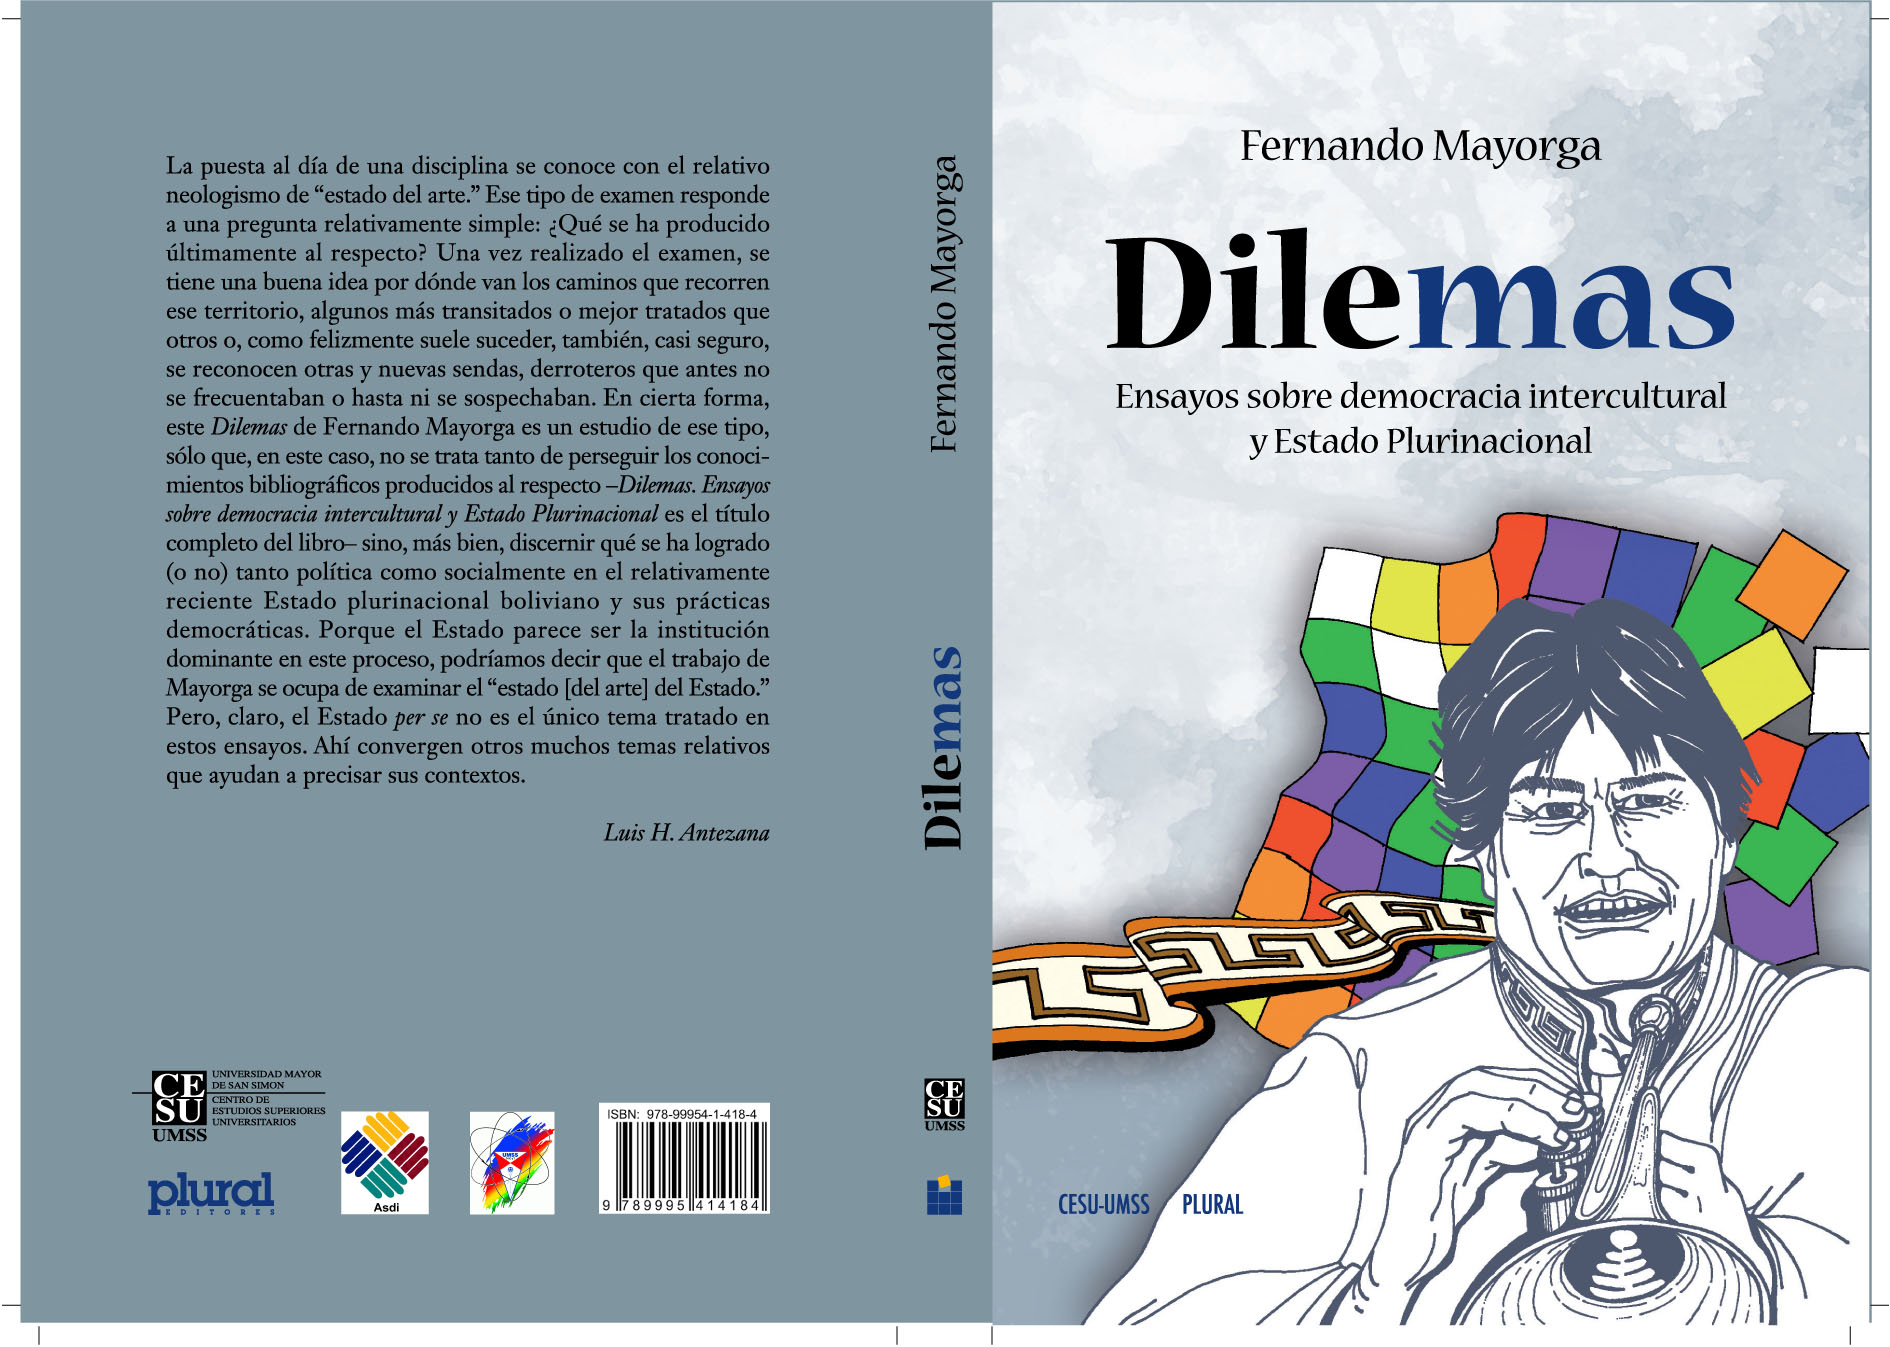 La puesta al día de una disciplina se conoce con el relativo
neologismo de “estado del arte.” Ese tipo de examen responde
a una pregunta relativamente simple: ¿Qué se ha producido
últimamente al respecto? Una vez realizado el examen, se
tiene una buena idea por dónde van los caminos que recorren
ese territorio, algunos más transitados o mejor tratados que
otros o, como felizmente suele suceder, también, casi seguro,
se reconocen otras y nuevas sendas, derroteros que antes no
se frecuentaban o hasta ni se sospechaban. En cierta forma,
este Dilemas de Fernando Mayorga es un estudio de ese tipo,
sólo que, en este caso, no se trata tanto de perseguir los conoci-
mientos bibliográficos producidos al respecto –Dilemas. Ensayos
sobre democracia intercultural y Estado Plurinacional es el título
completo del libro– sino, más bien, discernir qué se ha logrado
(o no) tanto política como socialmente en el relativamente
reciente Estado plurinacional boliviano y sus prácticas
democráticas. Porque el Estado parece ser la institución
dominante en este proceso, podríamos decir que el trabajo de
Mayorga se ocupa de examinar el “estado [del arte] del Estado.”
Pero, claro, el Estado per se no es el único tema tratado en
estos ensayos. Ahí convergen otros muchos temas relativos
que ayudan a precisar sus contextos.
Luis H. Antezana
CE
SU
UMSS
UNIVERSIDAD MAYOR
DE SAN SIMON
CENTRO DE
ESTUDIOS SUPERIORES
UNIVERSITARIOS
plural
EDITORES
Asdi
UMSS
ISBN: 978-99954-1-418-4
9 789995 414184
Fernando Mayorga
Dilemas
CE
SU
UMSS
Fernando Mayorga
Dilemas
Ensayos sobre democracia intercultural
y Estado Plurinacional
CESU-UMSS PLURAL